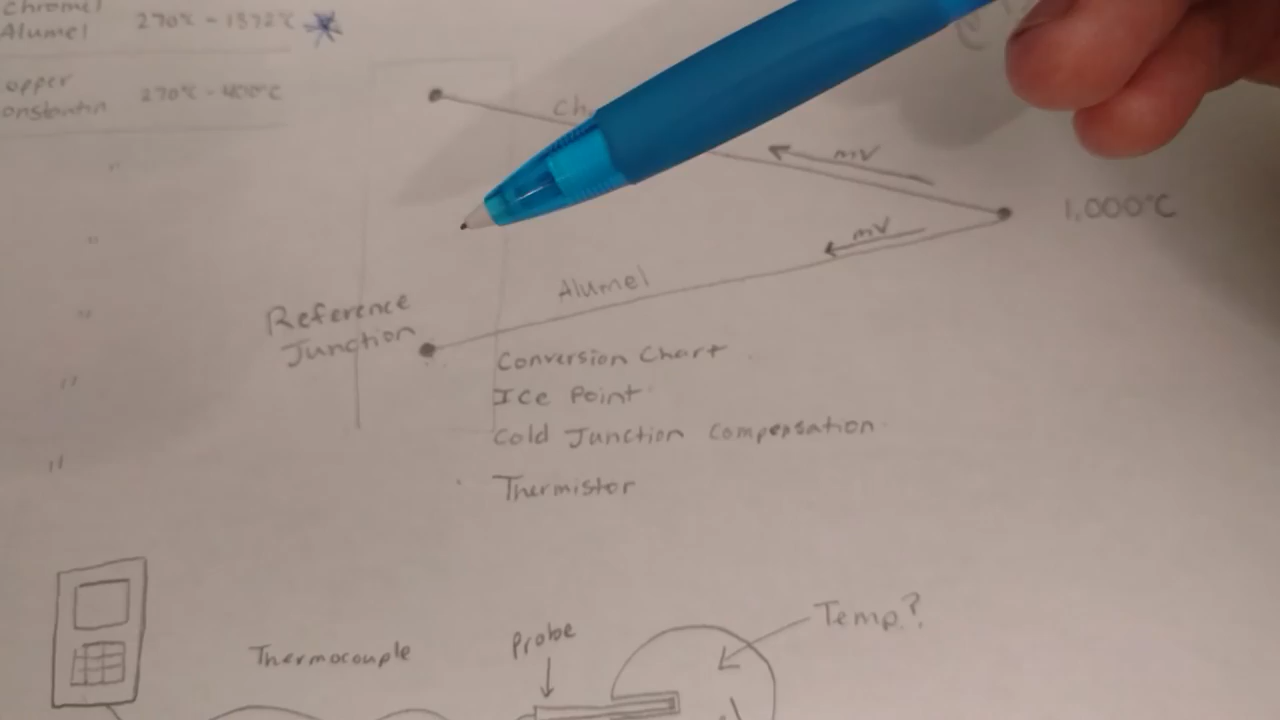 Chromel
Alumel 270°C - 1372°C
opper
onstantin 270°C - 400°C
Ch
mV
1,000°C
mV
Alumel
Reference
Junction
Conversion Chart
Ice Point
Cold Junction Compensation
Thermistor
Thermocouple
Probe
Temp?